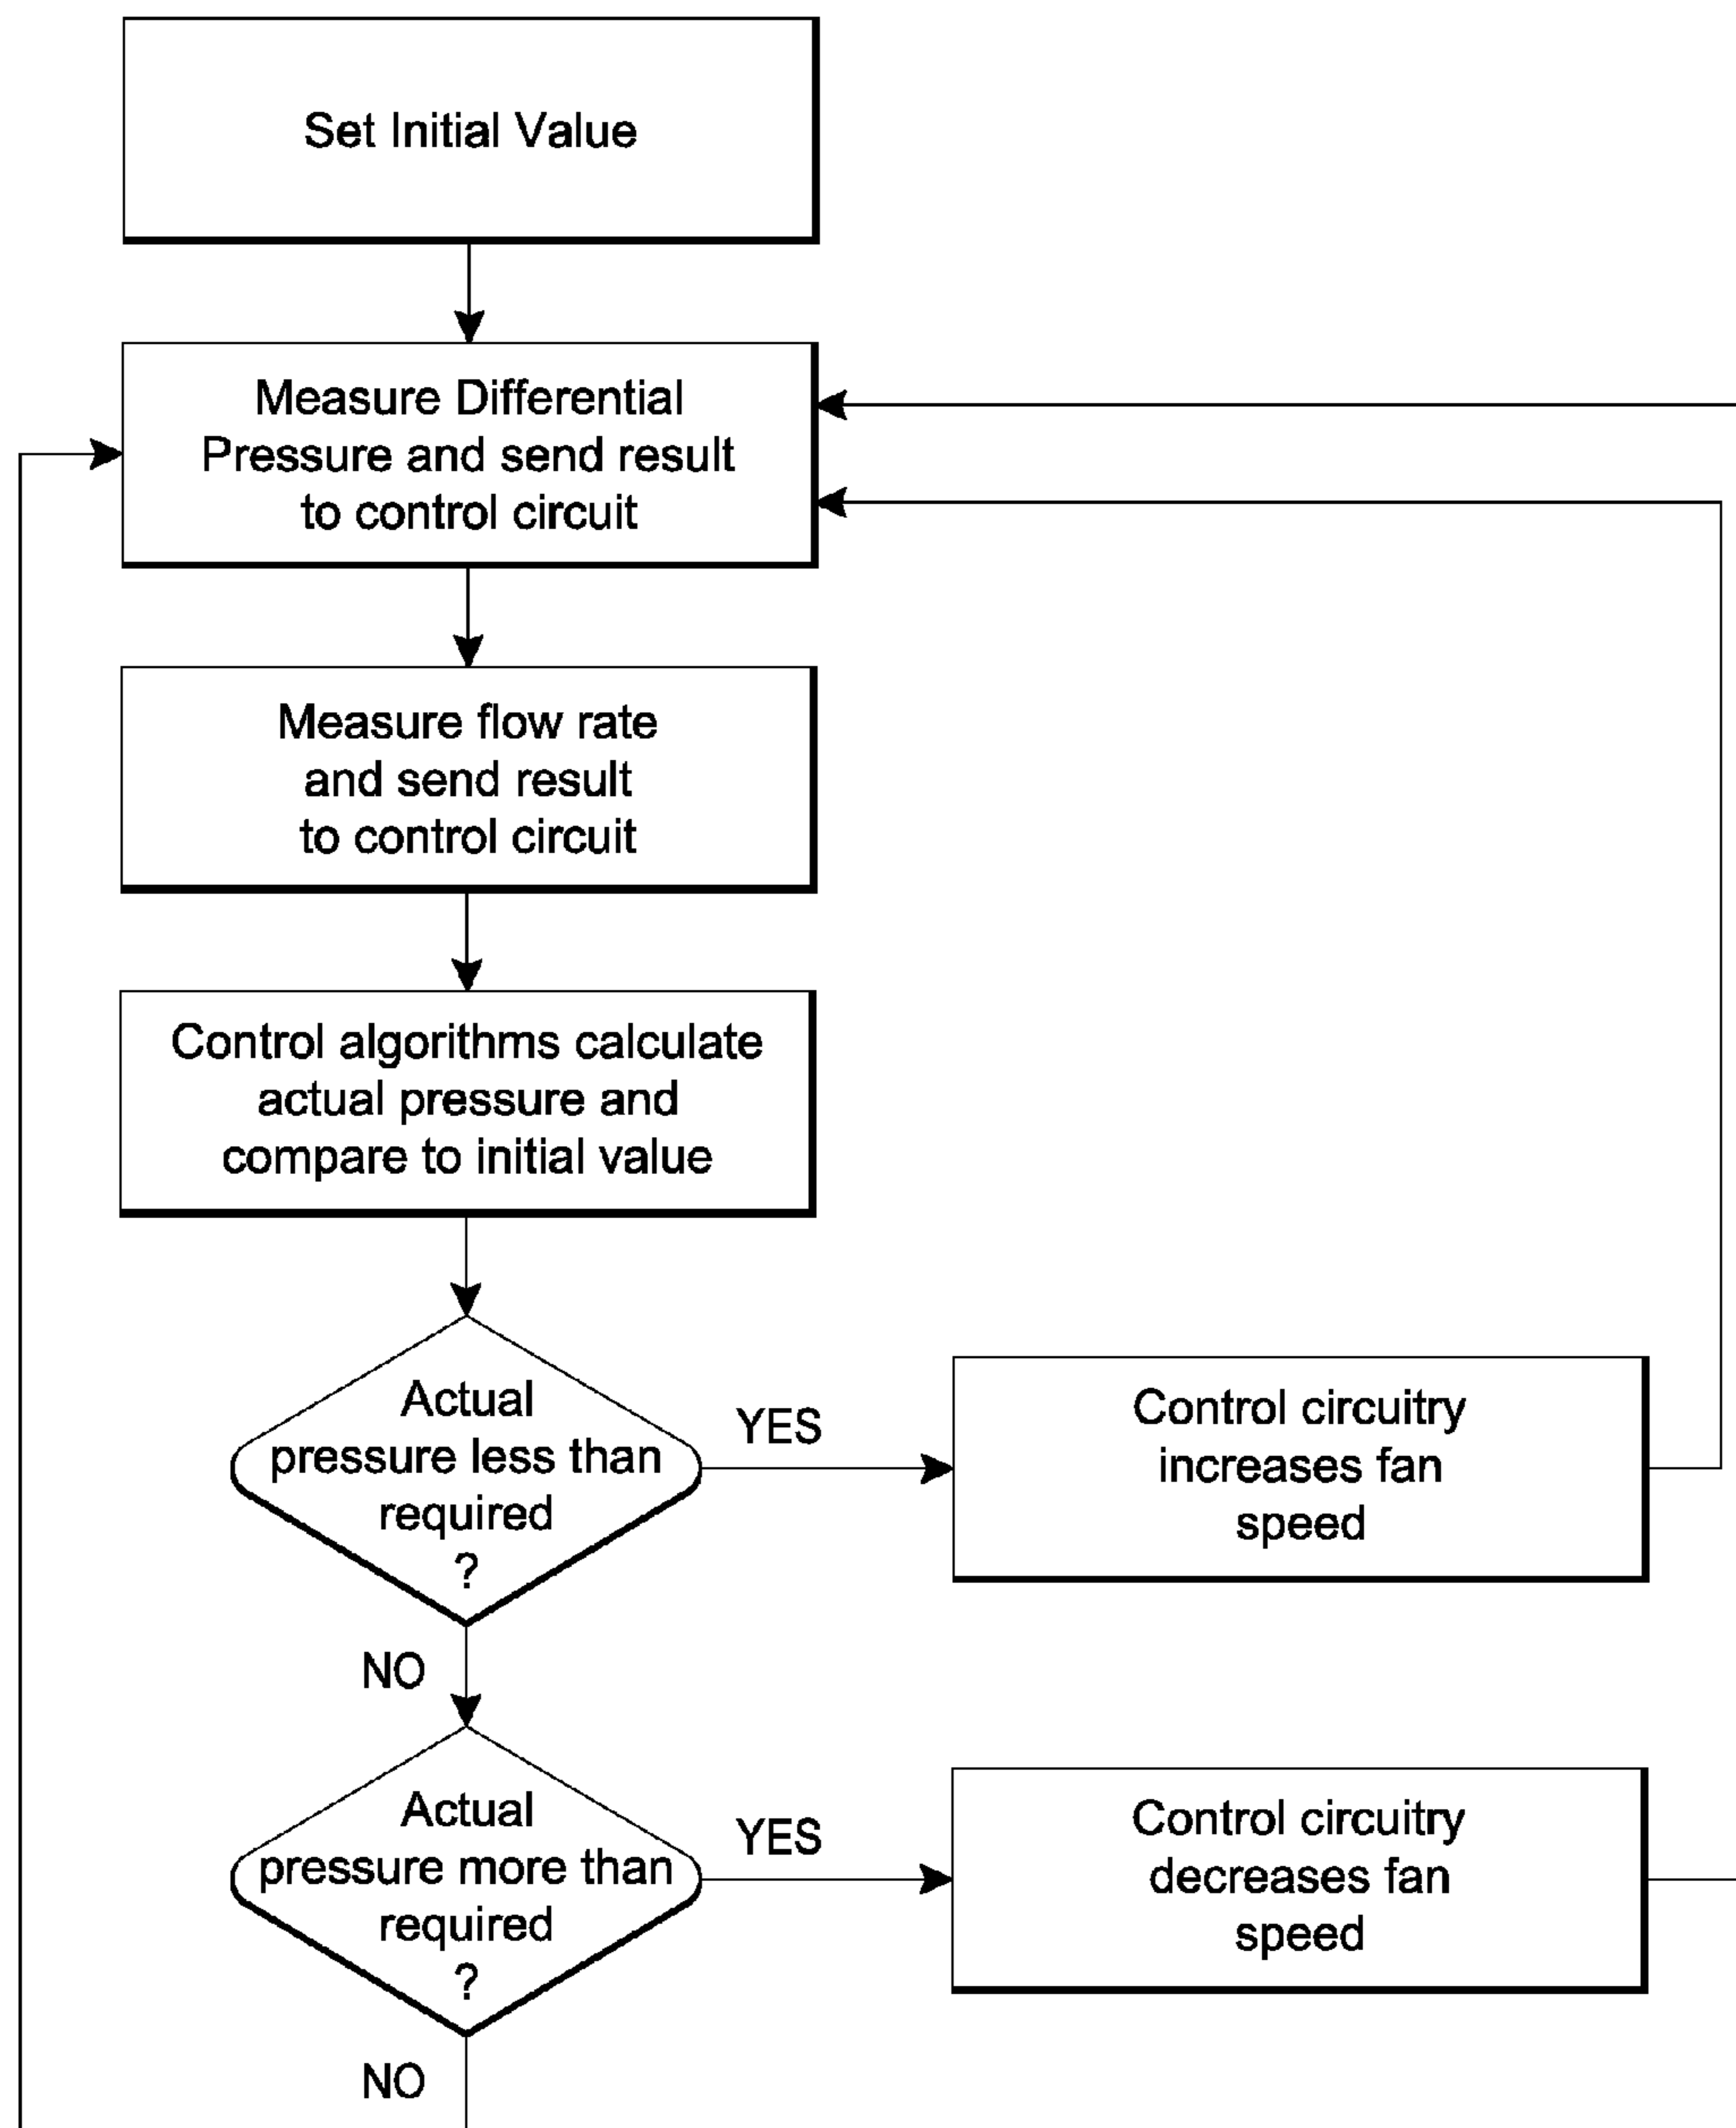 Set Initial Value
Measure Differential
Pressure and send result
to control circuit
Measure flow rate
and send result
to control circuit
Control algorithms calculate
actual pressure and
compare to initial value
Actual
pressure less than
required
?
YES
Control circuitry
increases fan
speed
NO
Actual
pressure more than
required
?
YES
Control circuitry
decreases fan
speed
NO